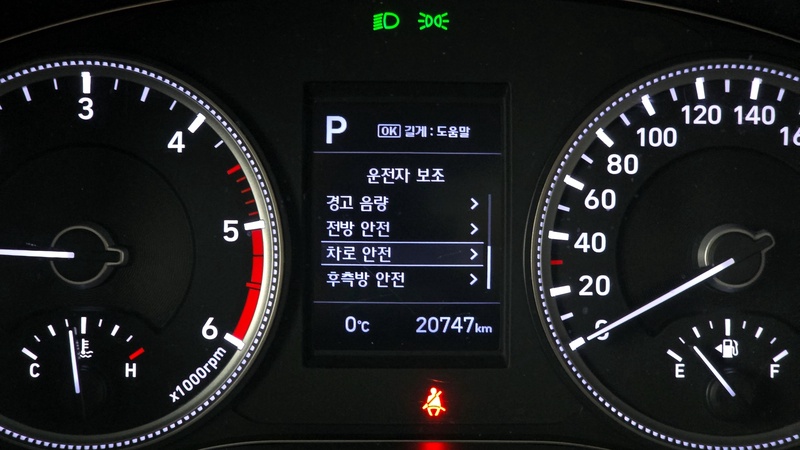 3
4
5
6
x1000rpm
C
H
P
OK 길게 : 도움말
운전자 보조
경고 음량
전방 안전
차로 안전
후측방 안전
0℃
20747km
0
20
40
60
80
100
120
140
16
E
F